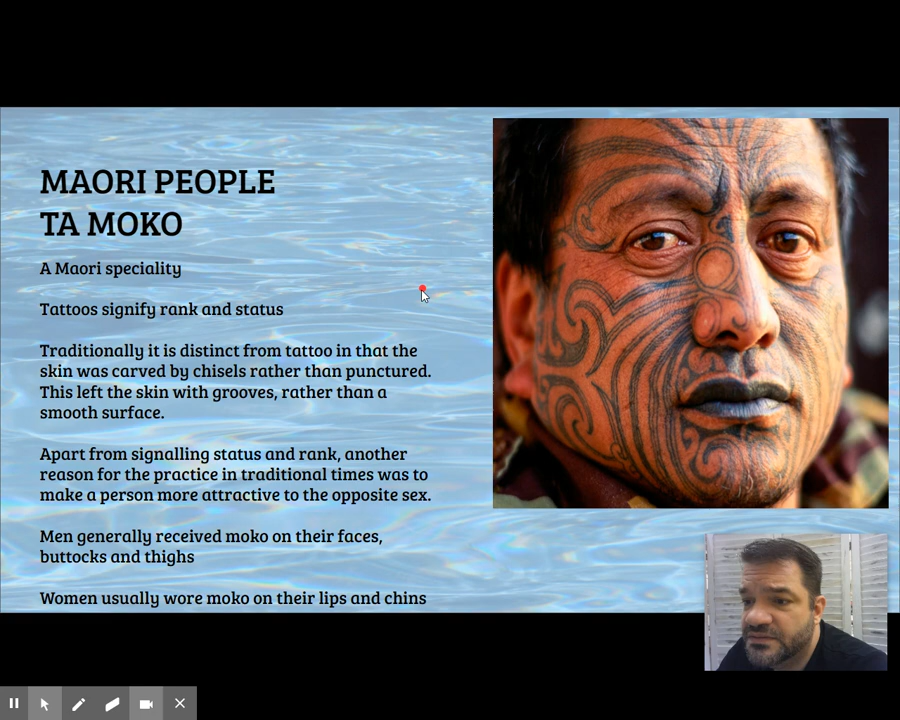 MAORI PEOPLE
TA MOKO
A Maori speciality
Tattoos signify rank and status
Traditionally it is distinct from tattoo in that the
skin was carved by chisels rather than punctured.
This left the skin with grooves, rather than a
smooth surface.
Apart from signalling status and rank, another
reason for the practice in traditional times was to
make a person more attractive to the opposite sex.
Men generally received moko on their faces,
buttocks and thighs
Women usually wore moko on their lips and chins